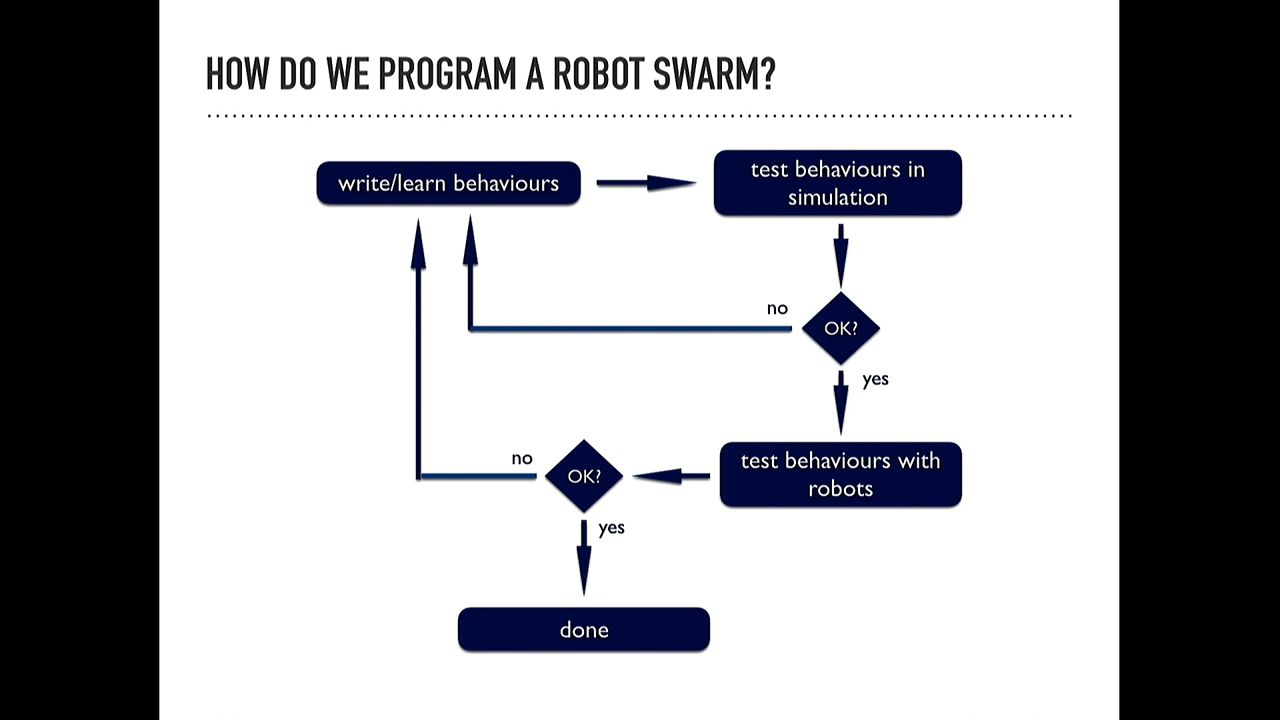 HOW DO WE PROGRAM A ROBOT SWARM?
write/learn behaviours
test behaviours in
simulation
no
OK?
yes
test behaviours with
robots
no
OK?
yes
done